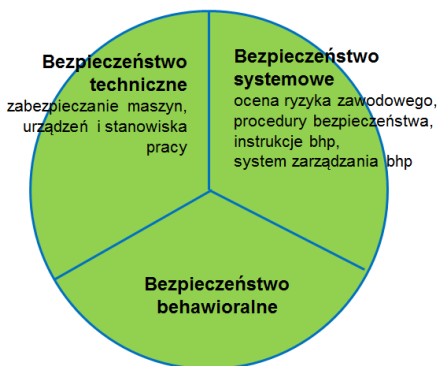 Bezpieczeństwo
techniczne
zabezpieczanie maszyn,
urządzeń i stanowiska
pracy
Bezpieczeństwo
systemowe
ocena ryzyka zawodowego,
procedury bezpieczeństwa,
instrukcje bhp,
system zarządzania bhp
Bezpieczeństwo
behawioralne